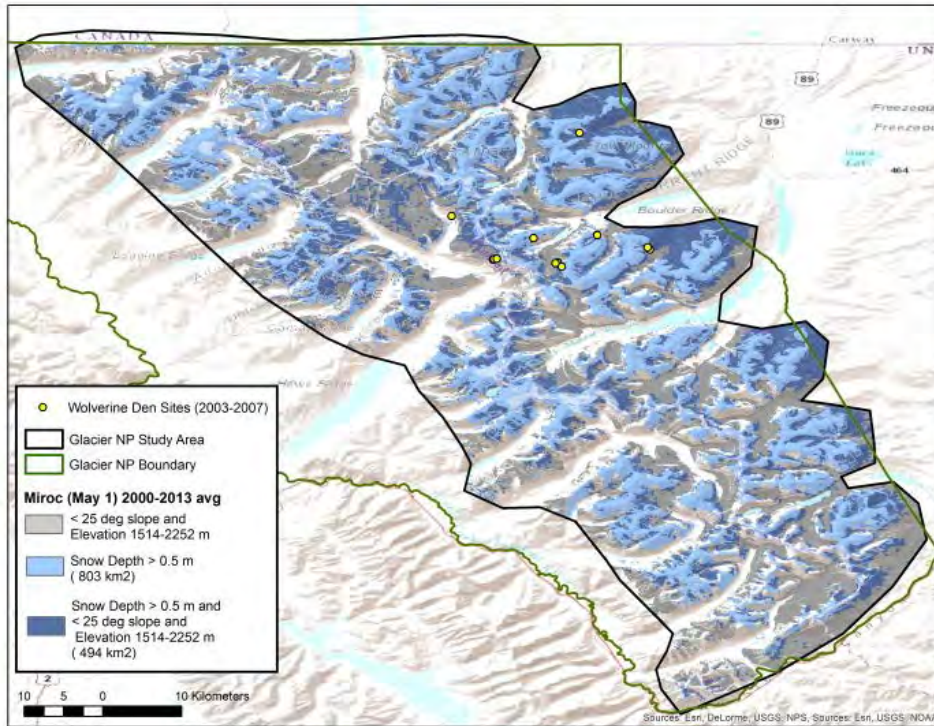 CANADA
Carway
UN
89
Freezeou
89
Freezeou
464
Boulder Ridge
Wolverine Den Sites (2003-2007)
Glacier NP Study Area
Glacier NP Boundary
Miroc (May 1) 2000-2013 avg
< 25 deg slope and
Elevation 1514-2252 m
Snow Depth > 0.5 m
( 803 km2)
Snow Depth > 0.5 m and
< 25 deg slope and
Elevation 1514-2252 m
( 494 km2)
2
10 5 0 10 Kilometers
Sources: Esri, DeLorme, USGS, NPS, Sources: Esri, USGS, NOAA